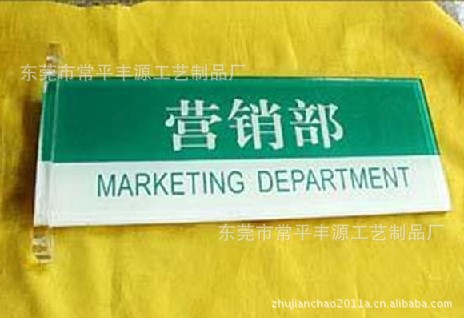 东莞市常平丰源工艺制品厂
营销部
MARKETING DEPARTMENT
东莞市常平丰源工艺制品厂
zhujianchao2011a.cn.alibaba.com